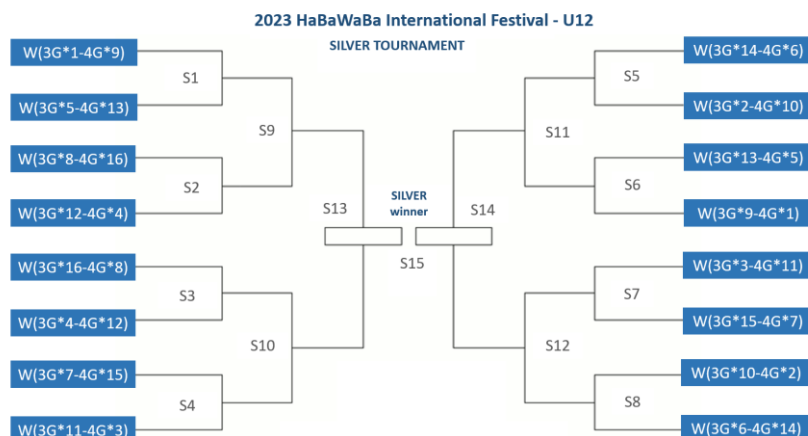 2023 HaBaWaBa International Festival - U12
SILVER TOURNAMENT
W(3G*1-4G*9)
S1
W(3G*5-4G*13)
S9
W(3G*8-4G*16)
S2
W(3G*12-4G*4)
S13
W(3G*16-4G*8)
S3
W(3G*4-4G*12)
S10
W(3G*7-4G*15)
S4
W(3G*11-4G*3)
SILVER
winner
S15
W(3G*14-4G*6)
S5
W(3G*2-4G*10)
S11
W(3G*13-4G*5)
S6
W(3G*9-4G*1)
S14
W(3G*3-4G*11)
S7
W(3G*15-4G*7)
S12
W(3G*10-4G*2)
S8
W(3G*6-4G*14)